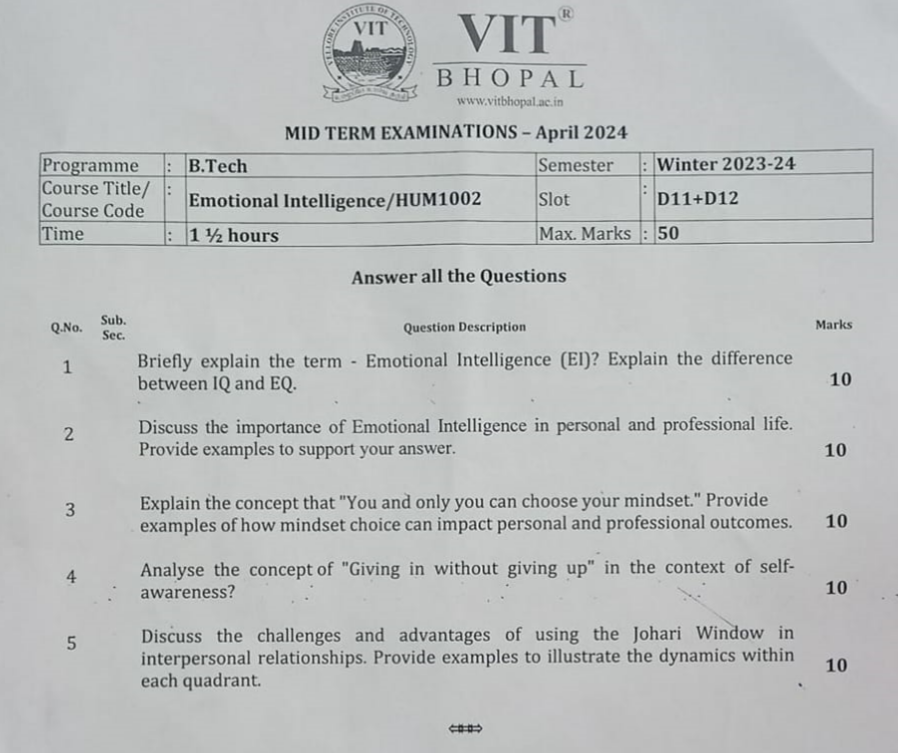 VELLORE INSTITUTE OF TECHNOLOGY
VIT
VIT®
BHOPAL
www.vitbhopal.ac.in
MID TERM EXAMINATIONS – April 2024
Programme : B.Tech Semester : Winter 2023-24
Course Title/ Course Code : Emotional Intelligence/HUM1002 Slot : D11+D12
Time : 1 ½ hours Max. Marks : 50
Answer all the Questions
Q.No. Sub. Sec. Question Description Marks
1 Briefly explain the term - Emotional Intelligence (EI)? Explain the difference
between IQ and EQ. 10
2 Discuss the importance of Emotional Intelligence in personal and professional life.
Provide examples to support your answer. 10
3 Explain the concept that "You and only you can choose your mindset." Provide
examples of how mindset choice can impact personal and professional outcomes. 10
4 Analyse the concept of "Giving in without giving up" in the context of self-
awareness? 10
5 Discuss the challenges and advantages of using the Johari Window in
interpersonal relationships. Provide examples to illustrate the dynamics within 10
each quadrant.